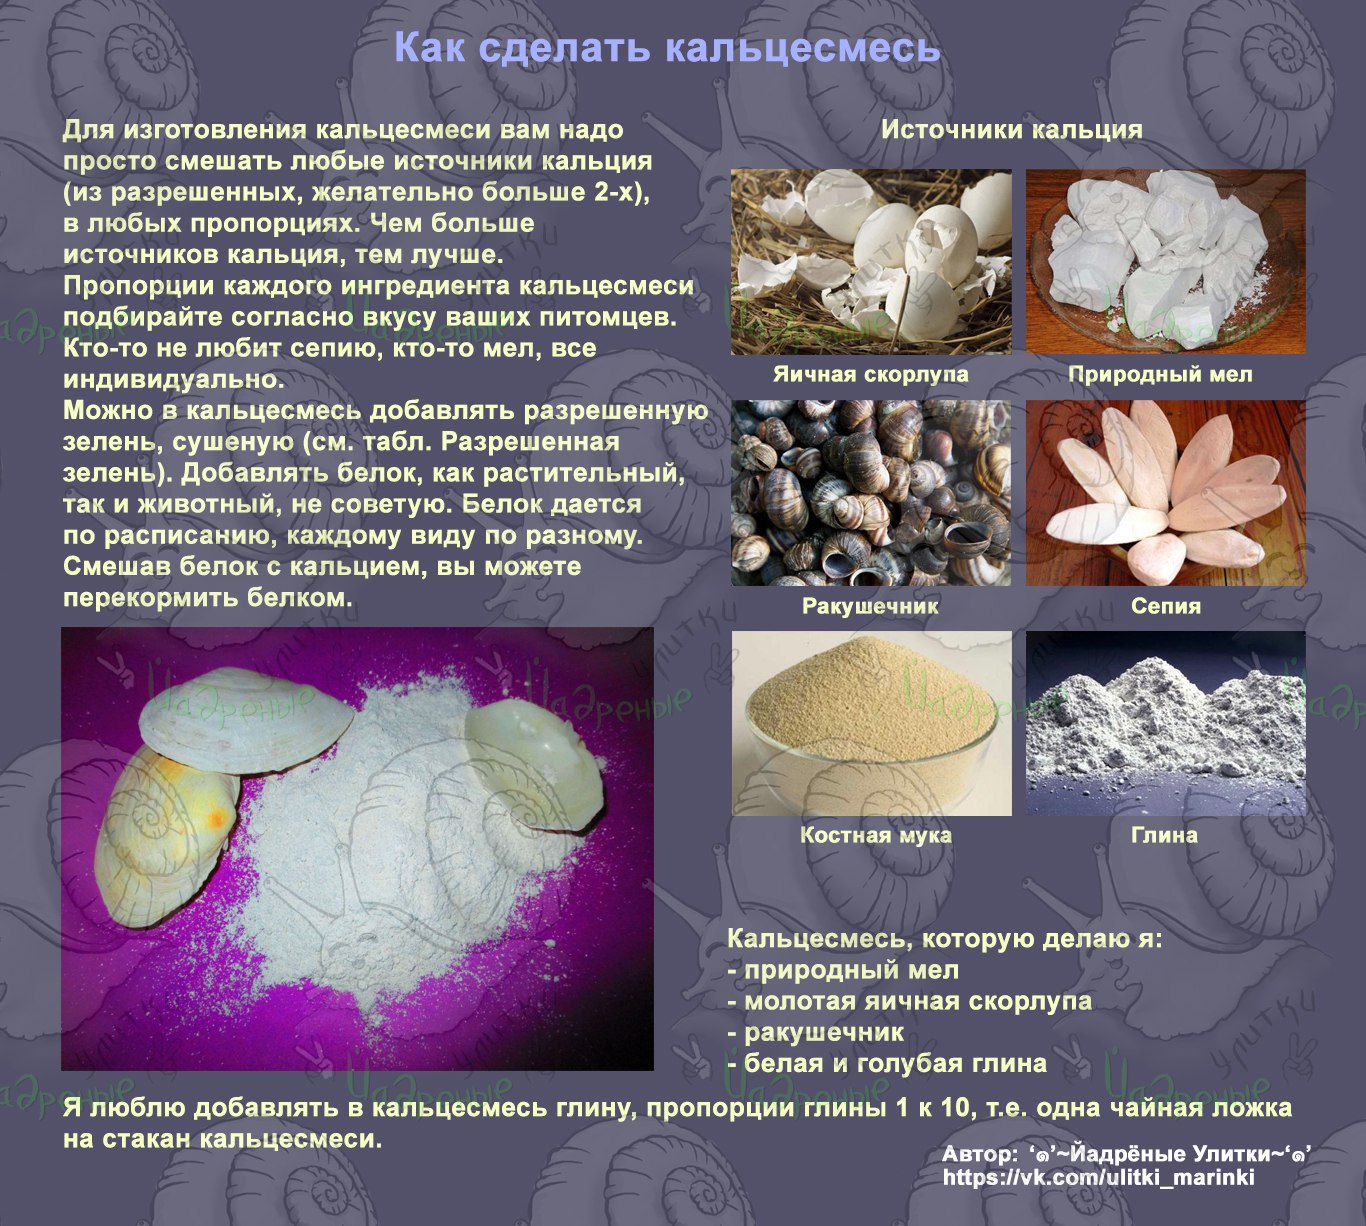 Как сделать кальцесмесь
Для изготовления кальцесмеси вам надо
просто смешать любые источники кальция
(из разрешенных, желательно больше 2-х),
в любых пропорциях. Чем больше
источников кальция, тем лучше.
Пропорции каждого ингредиента кальцесмеси
подбирайте согласно вкусу ваших питомцев.
Кто-то не любит сепию, кто-то мел, все
индивидуально.
Можно в кальцесмесь добавлять разрешенную
зелень, сушеную (см. табл. Разрешенная
зелень). Добавлять белок, как растительный,
так и животный, не советую. Белок дается
по расписанию, каждому виду по разному.
Смешав белок с кальцием, вы можете
перекормить белком.
Источники кальция
Яичная скорлупа
Природный мел
Ракушечник
Сепия
Костная мука
Глина
Кальцесмесь, которую делаю я:
- природный мел
- молотая яичная скорлупа
- ракушечник
- белая и голубая глина
Я люблю добавлять в кальцесмесь глину, пропорции глины 1 к 10, т.е. одна чайная ложка
на стакан кальцесмеси.
Автор: ‘๑’~Йадрёные Улитки~‘๑’
https://vk.com/ulitki_marinki
Йадреные улитки